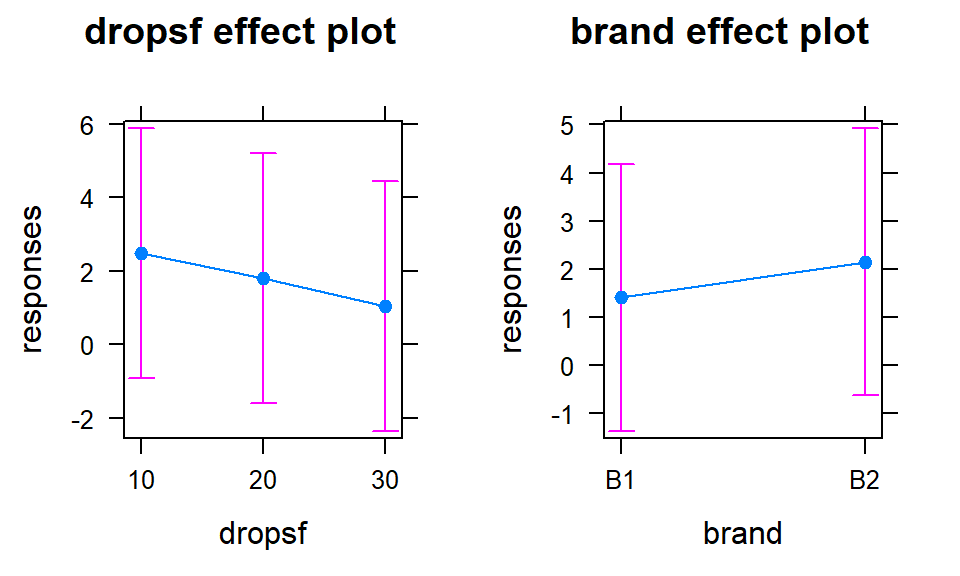 dropsf effect plot
responses
6
4
2
0
-2
10 20 30
dropsf
brand effect plot
responses
5
4
3
2
1
0
-1
B1 B2
brand